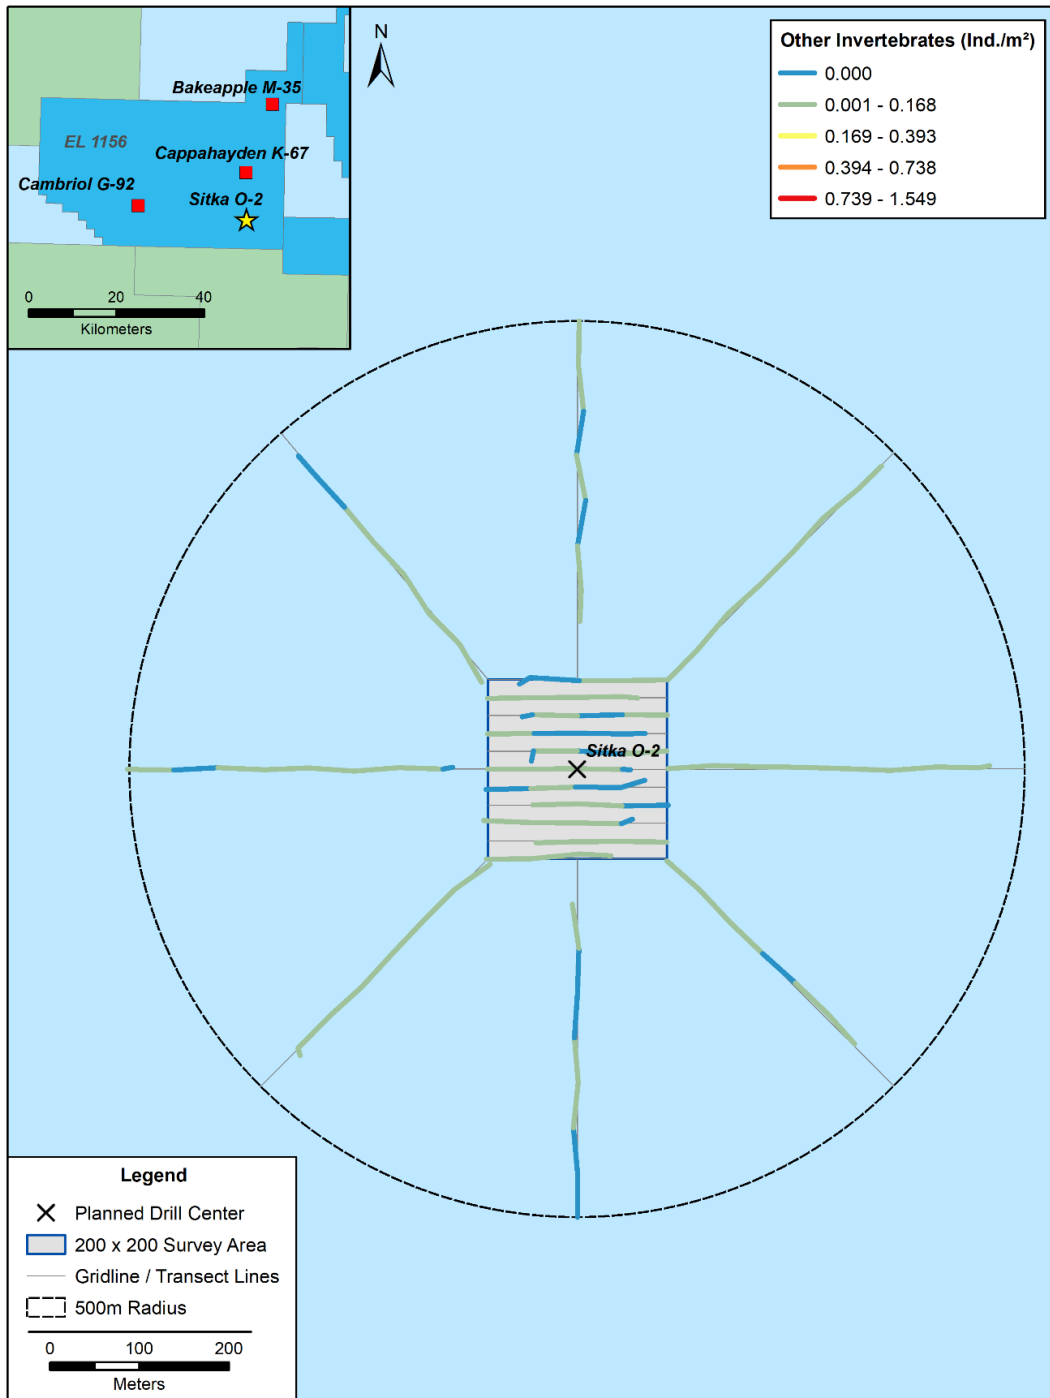 N
Bakeapple M-35
EL 1156
Cappahayden K-67
Cambriol G-92
Sitka O-2
0 20 40
Kilometers
Other Invertebrates (Ind./m²)
0.000
0.001 - 0.168
0.169 - 0.393
0.394 - 0.738
0.739 - 1.549
Sitka O-2
Legend
Planned Drill Center
200 x 200 Survey Area
Gridline / Transect Lines
500m Radius
0 100 200
Meters